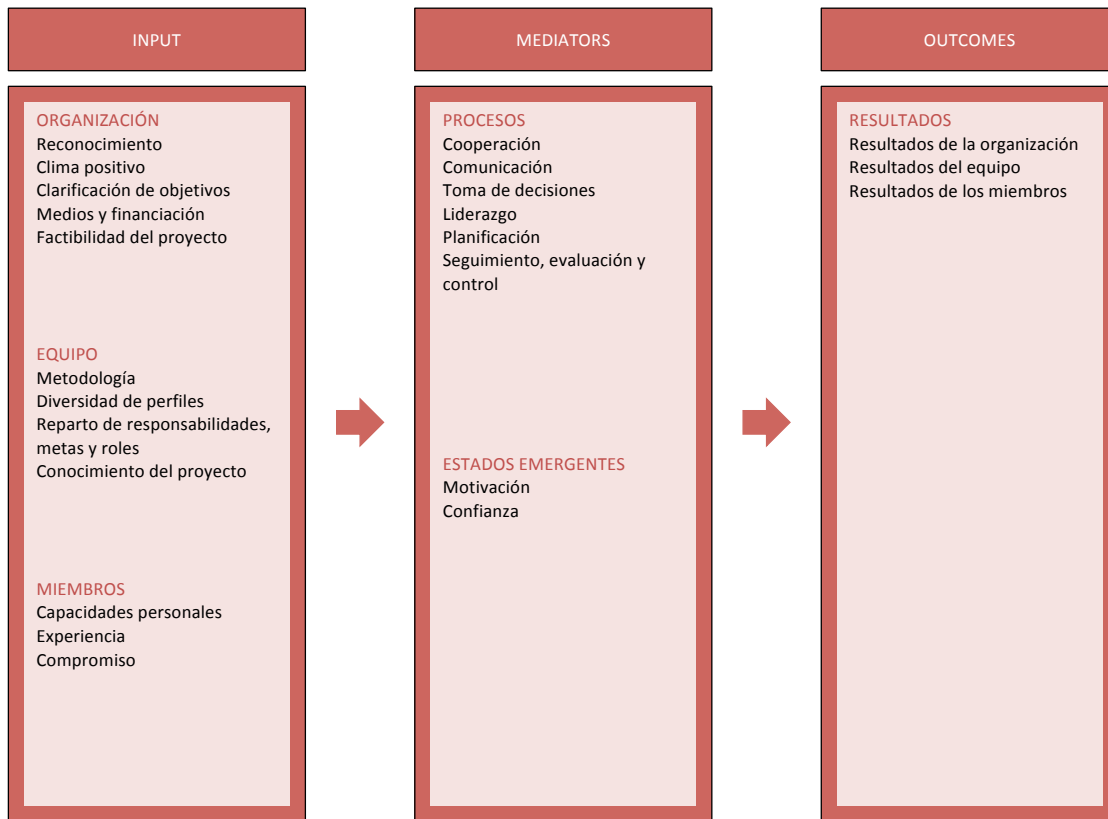 INPUT
ORGANIZACIÓN
Reconocimiento
Clima positivo
Clarificación de objetivos
Medios y financiación
Factibilidad del proyecto
EQUIPO
Metodología
Diversidad de perfiles
Reparto de responsabilidades,
metas y roles
Conocimiento del proyecto
MIEMBROS
Capacidades personales
Experiencia
Compromiso
MEDIATORS
PROCESOS
Cooperación
Comunicación
Toma de decisiones
Liderazgo
Planificación
Seguimiento, evaluación y
control
ESTADOS EMERGENTES
Motivación
Confianza
OUTCOMES
RESULTADOS
Resultados de la organización
Resultados del equipo
Resultados de los miembros